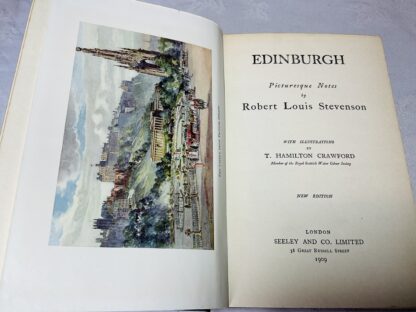 EDINBURGH
Picturesque Notes
by
Robert Louis Stevenson
WITH ILLUSTRATIONS
BY
T. HAMILTON CRAWFORD
Member of the Royal Scottish Water Colour Society
NEW EDITION
LONDON
SEELEY AND CO. LIMITED
38 GREAT RUSSELL STREET
1909